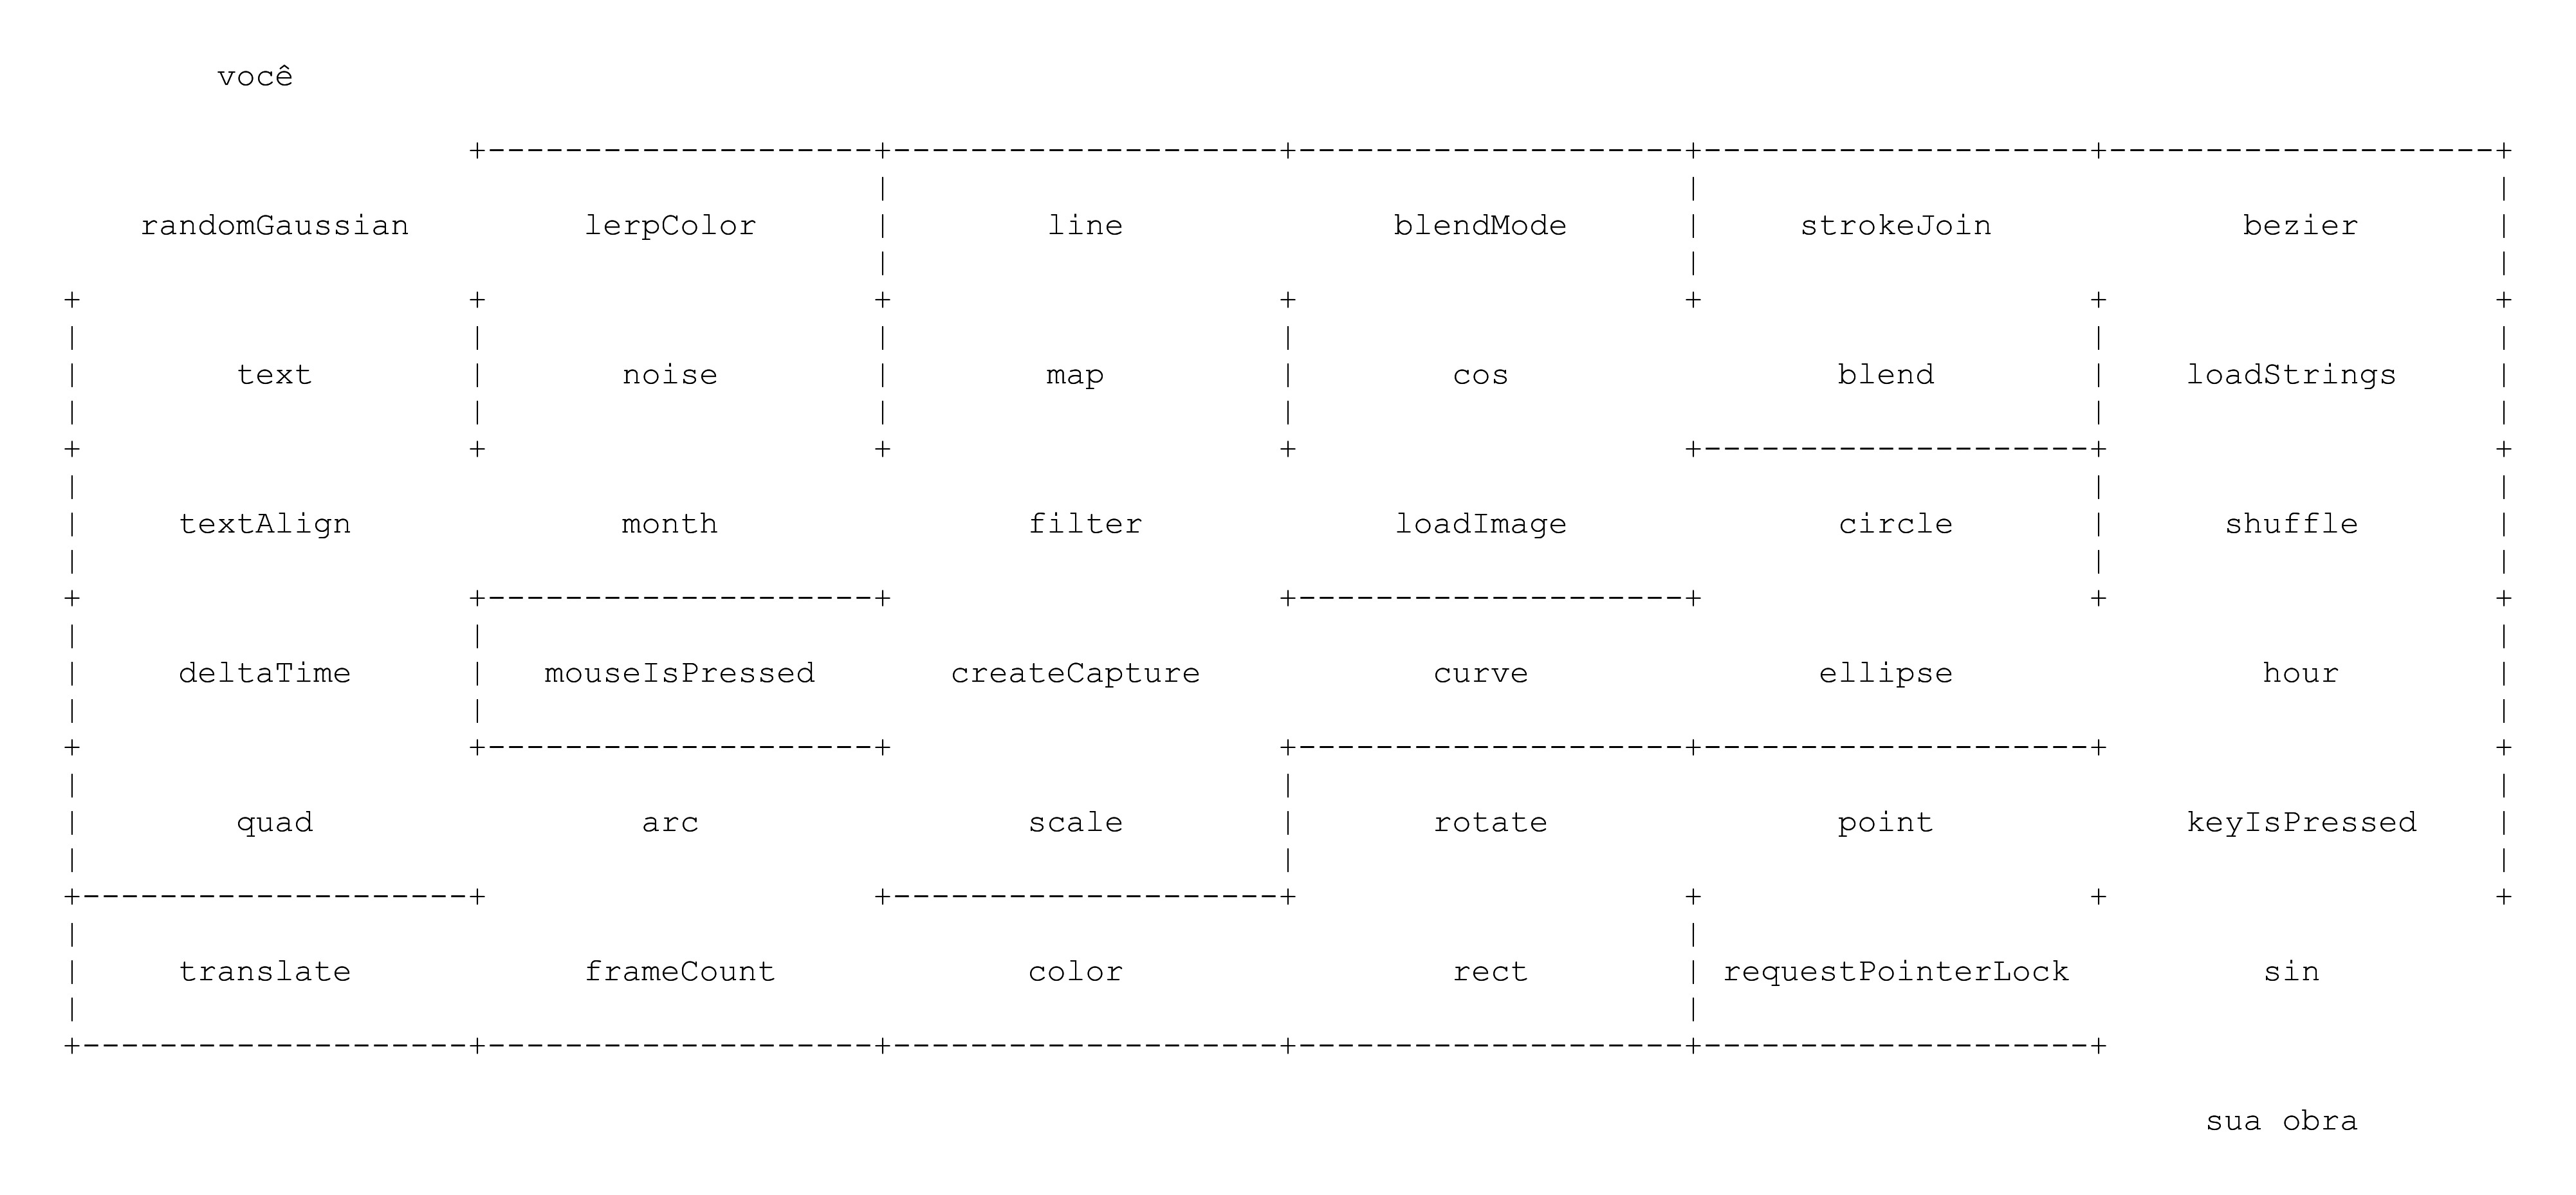 você
randomGaussian lerpColor line blendMode strokeJoin bezier
text noise map cos blend loadStrings
textAlign month filter loadImage circle shuffle
deltaTime mouseIsPressed createCapture curve ellipse hour
quad arc scale rotate point keyIsPressed
translate frameCount color rect requestPointerLock sin
sua obra